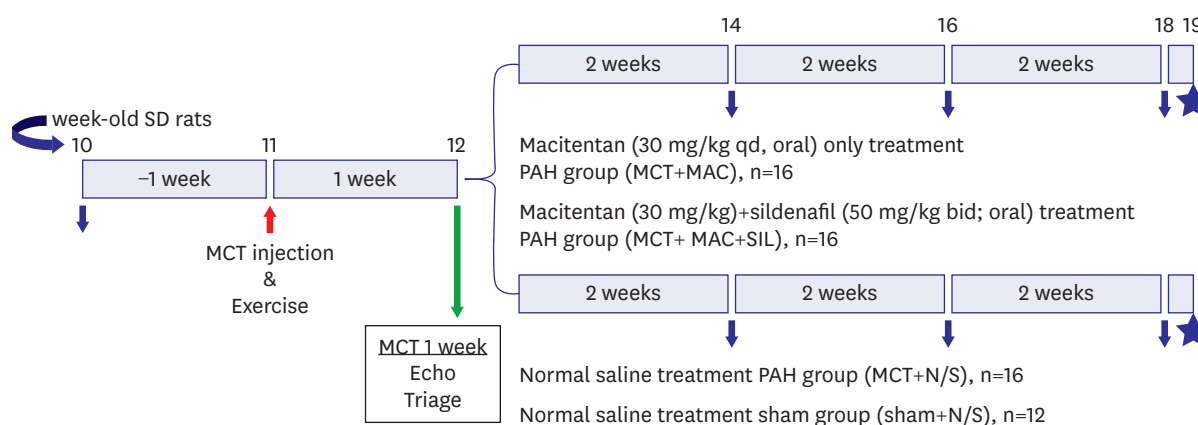 week-old SD rats
10
11
12
−1 week
1 week
MCT injection
&
Exercise
MCT 1 week
Echo
Triage
14
16
18
19
2 weeks
2 weeks
2 weeks
Macitentan (30 mg/kg qd, oral) only treatment
PAH group (MCT+MAC), n=16
Macitentan (30 mg/kg)+sildenafil (50 mg/kg bid; oral) treatment
PAH group (MCT+ MAC+SIL), n=16
2 weeks
2 weeks
2 weeks
Normal saline treatment PAH group (MCT+N/S), n=16
Normal saline treatment sham group (sham+N/S), n=12